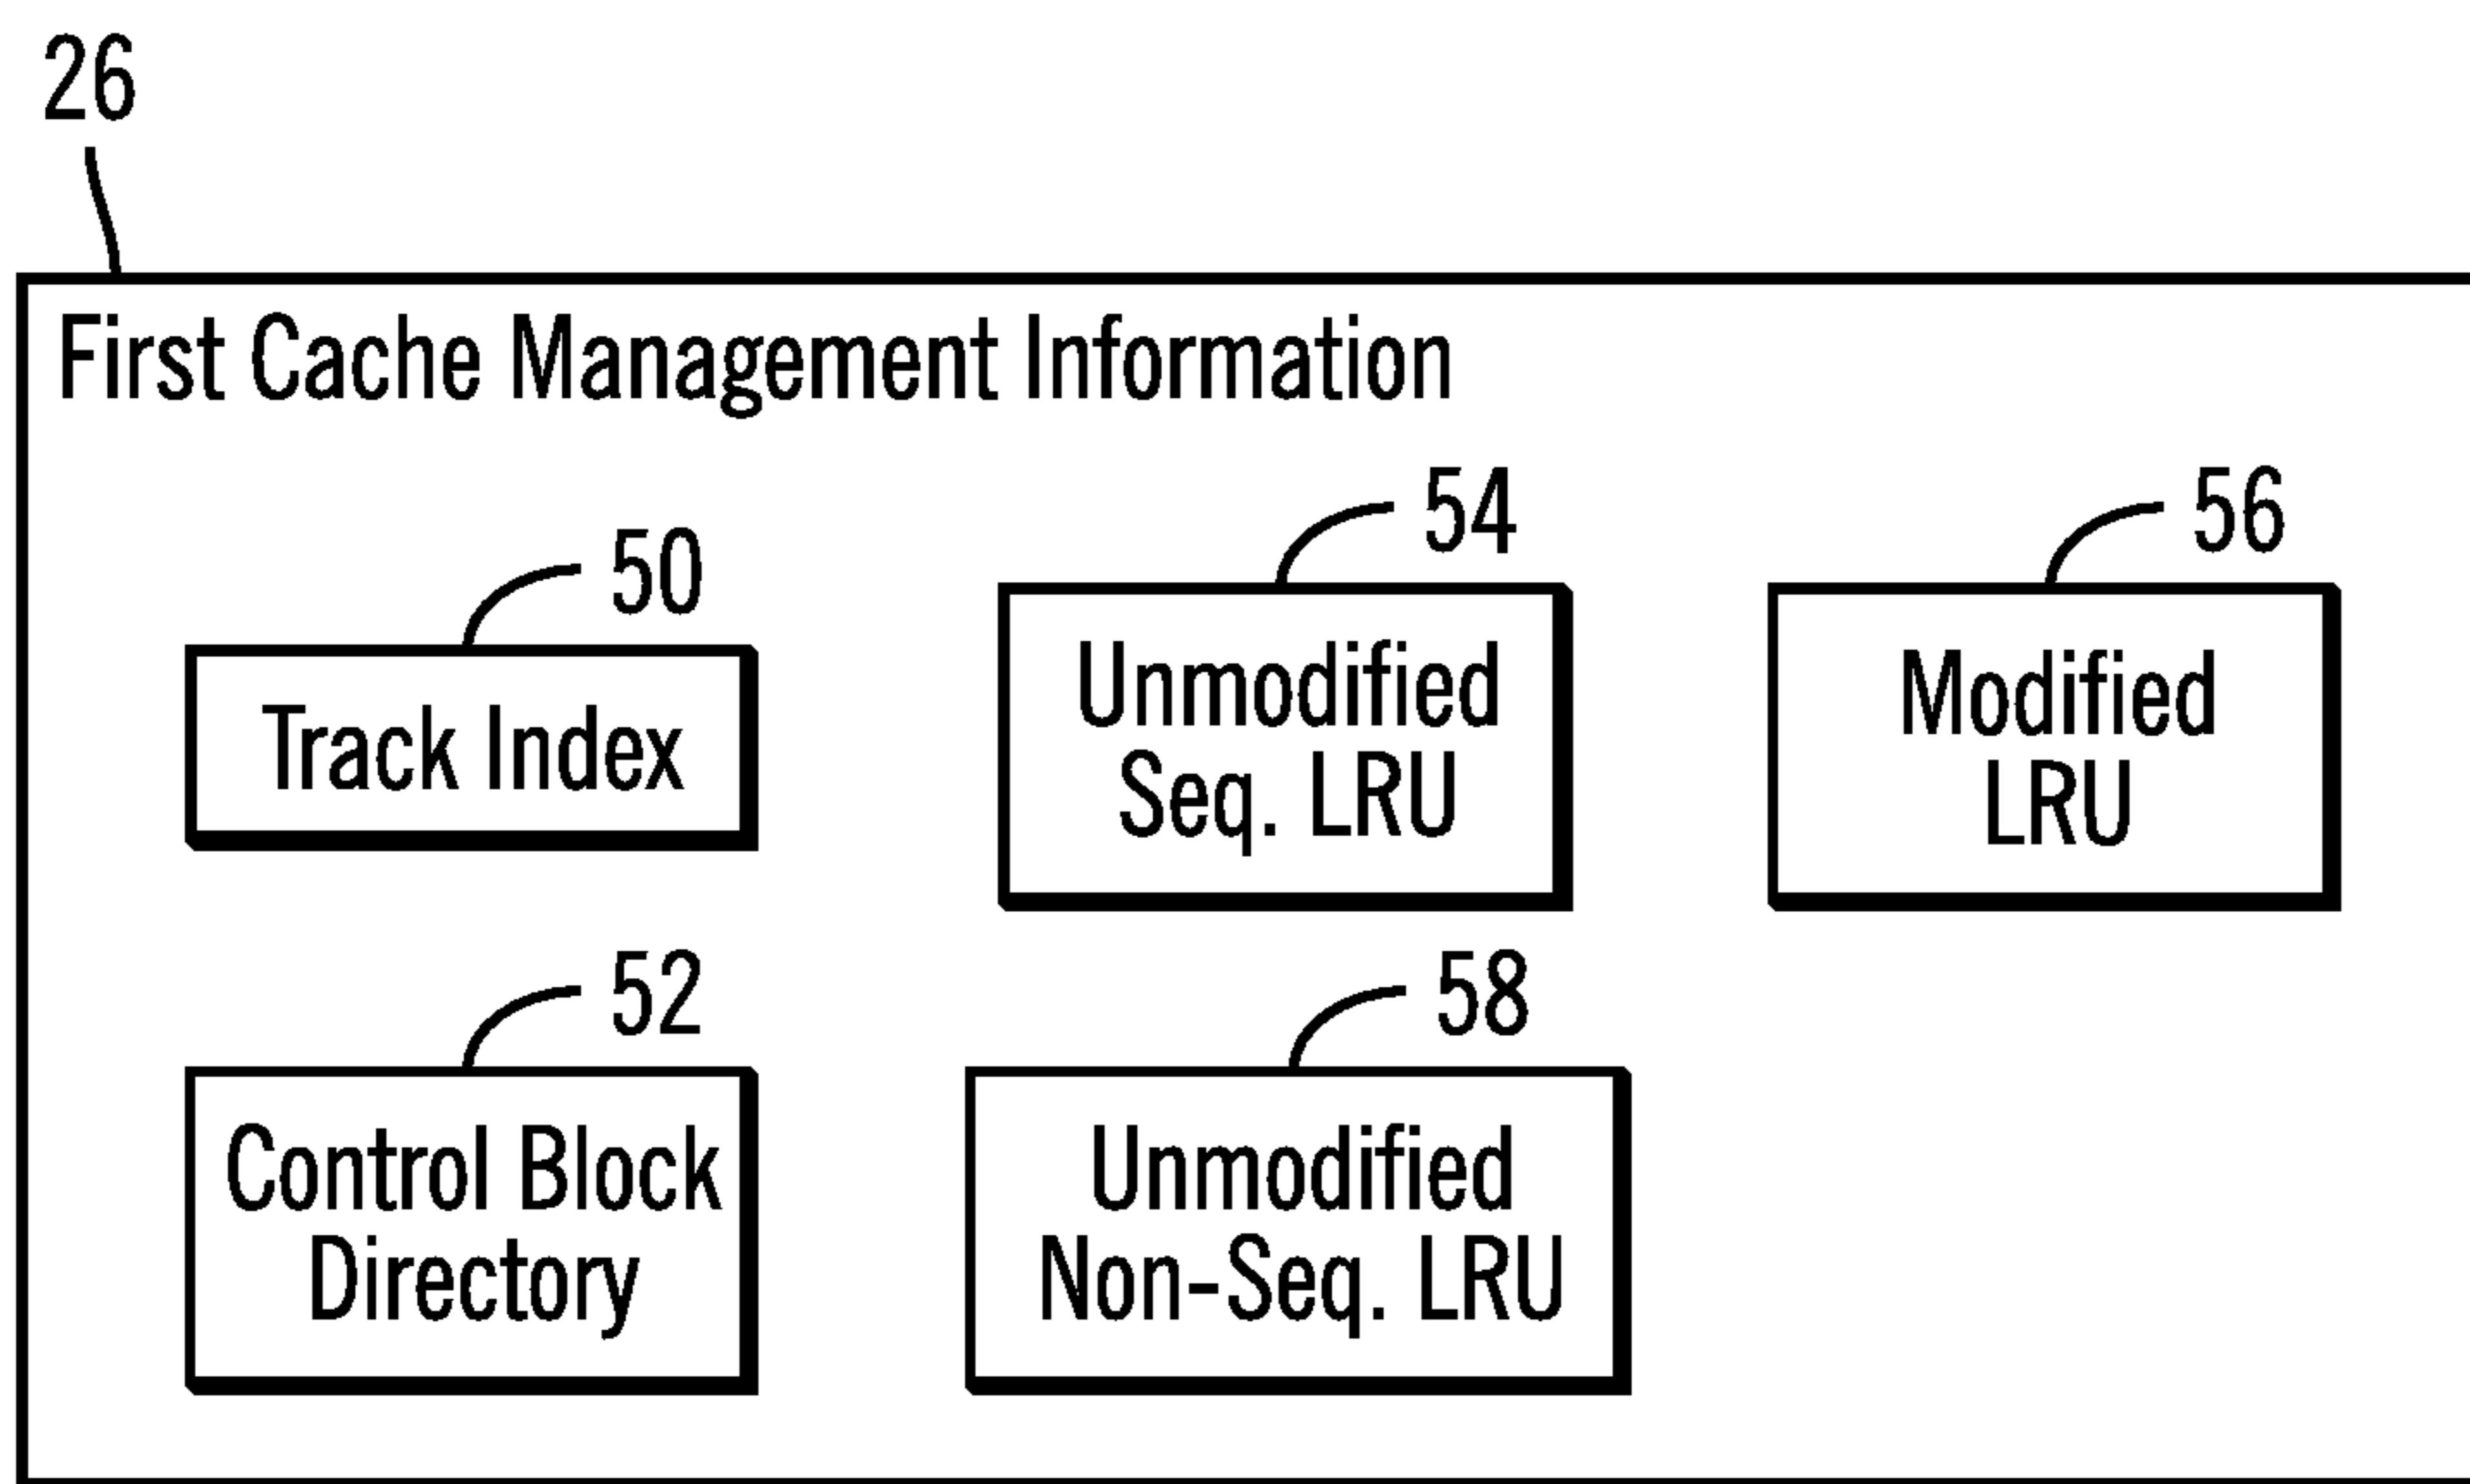 26
First Cache Management Information
50
Track Index
54
Unmodified
Seq. LRU
56
Modified
LRU
52
Control Block
Directory
58
Unmodified
Non-Seq. LRU